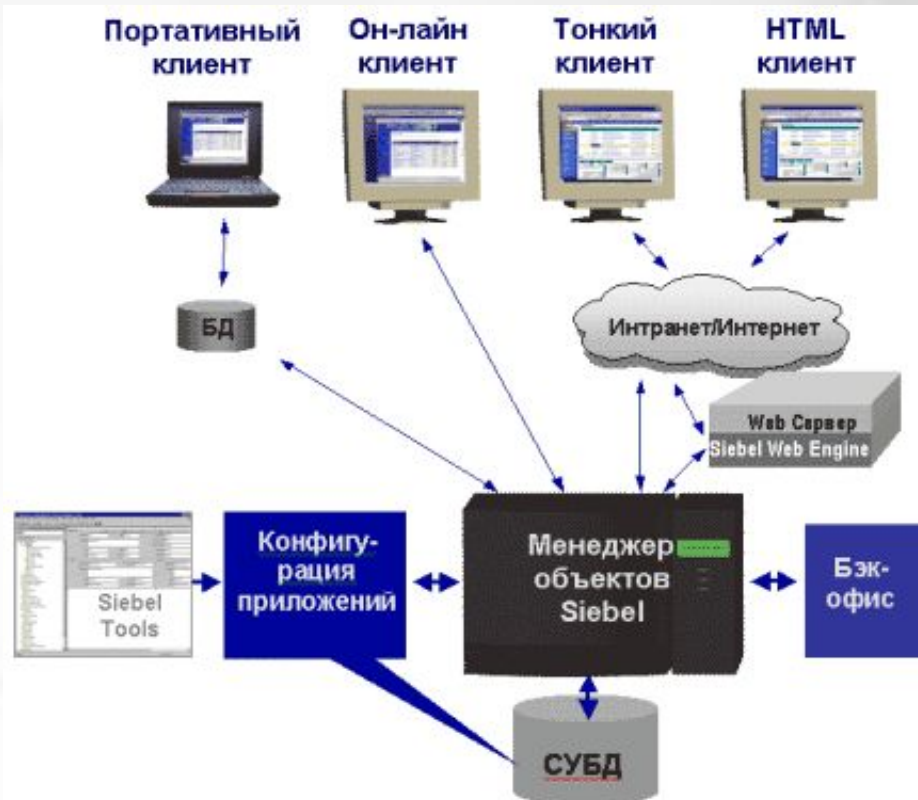 Портативный
клиент
Он-лайн
клиент
Тонкий
клиент
HTML
клиент
БД
Интранет/Интернет
Web Сервер
Siebel Web Engine
Siebel
Tools
Конфигу-
рация
приложений
Менеджер
объектов
Siebel
Бэк-
офис
СУБД